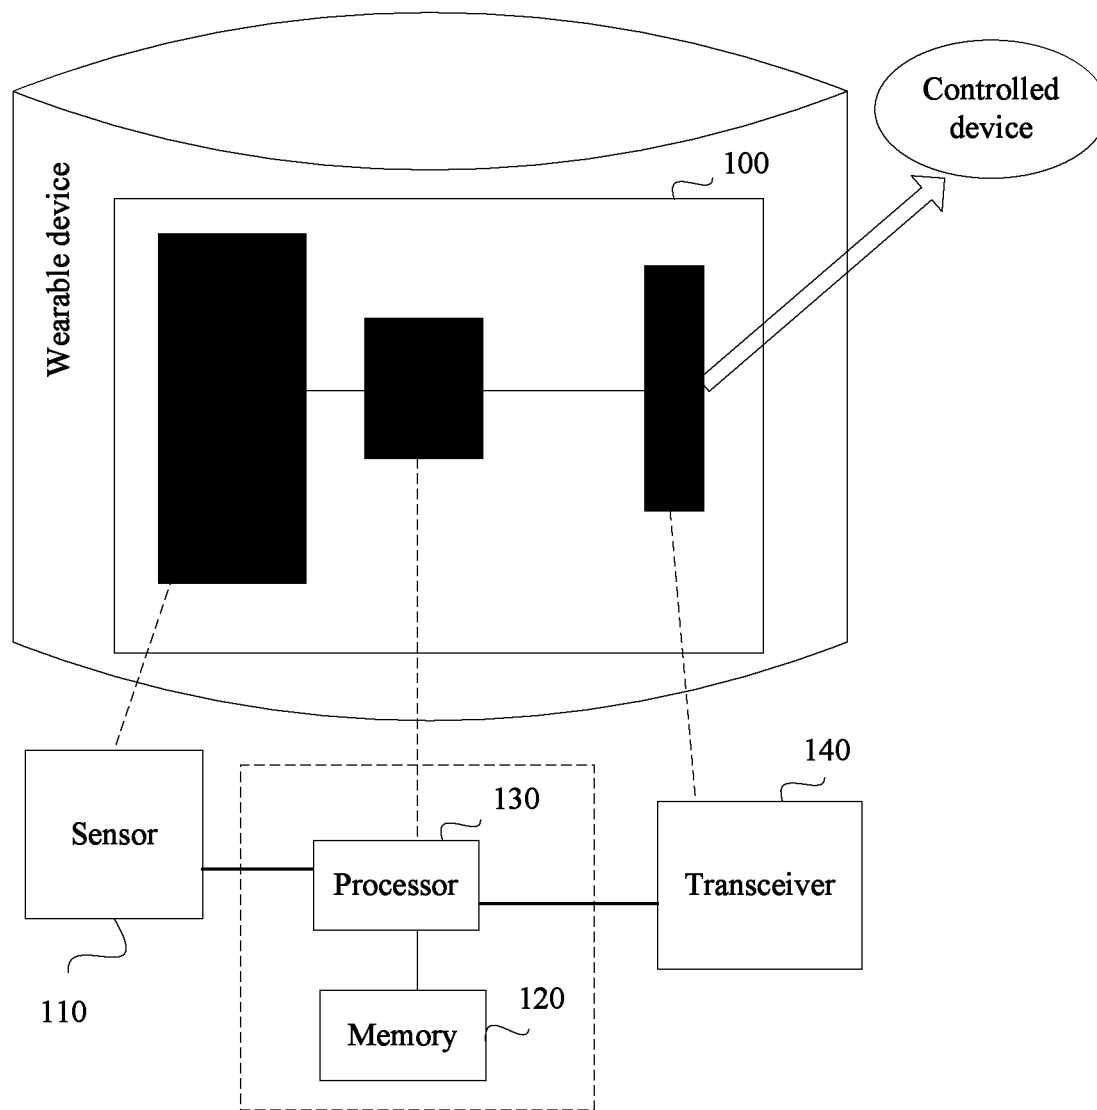 Controlled
device
100
Wearable device
140
130
Sensor
Processor
Transceiver
120
110
Memory